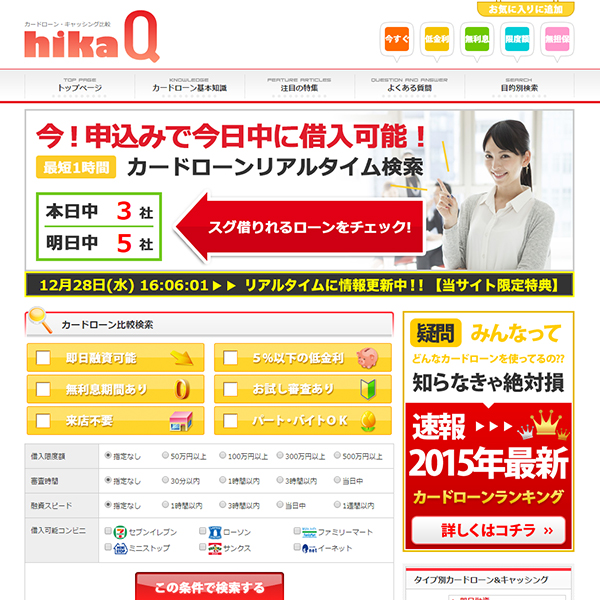 お気に入りに追加
カードローン・キャッシング比較
hikaQ
今すぐ 低金利 無利息 限度額 無担保
TOP PAGE KNOWLEDGE FEATURE ARTICLES QUESTION AND ANSWER SEARCH
トップページ カードローン基本知識 注目の特集 よくある質問 目的別検索
今!申込みで今日中に借入可能!
最短1時間 カードローンリアルタイム検索
本日中 3 社
明日中 5 社
スグ借りれるローンをチェック!
12月28日(水) 16:06:01▶▶ リアルタイムに情報更新中!!【当サイト限定特典】
カードローン比較検索
即日融資可能 5%以下の低金利
無利息期間あり お試し審査あり
来店不要 パート・バイトOK
借入限度額 指定なし 50万円以上 100万円以上 300万円以上 500万円以上
審査時間 指定なし 30分以内 1時間以内 3時間以内 当日中
融資スピード 指定なし 1時間以内 3時間以内 当日中 1週間以内
借入可能コンビニ セブンイレブン ローソン ファミリーマート
ミニストップ サンクス イーネット
この条件で検索する
疑問 みんなって
どんなカードローンを使ってるの??
知らなきゃ絶対損
速報 ▶▶▶
2015年最新
カードローンランキング
詳しくはコチラ »
タイプ別カードローン&キャッシング